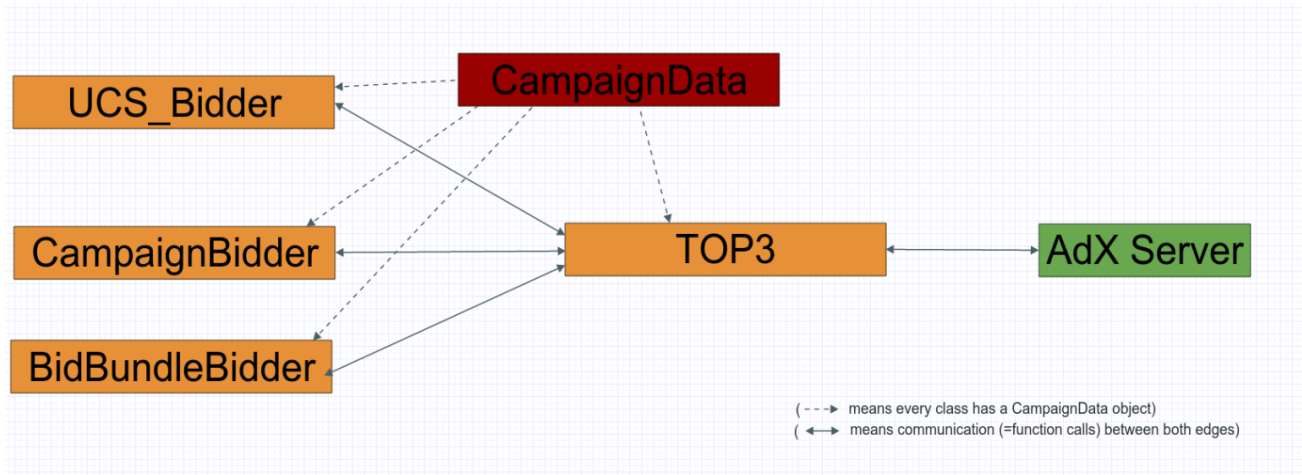 CampaignData
UCS_Bidder
CampaignBidder
TOP3
AdX Server
BidBundleBidder
( means every class has a CampaignData object)
( means communication (=function calls) between both edges)